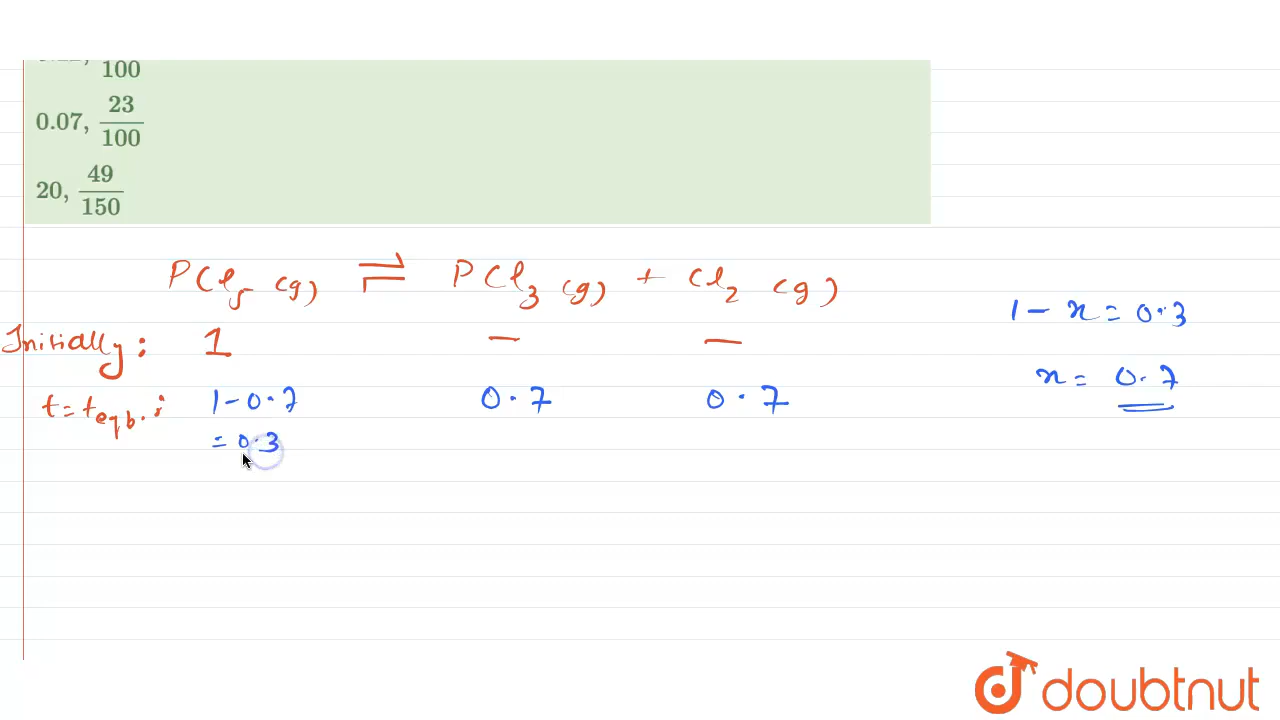 100
0.07, 23/100
20, 49/150
PCl5 (g) ⇌ PCl3 (g) + Cl2 (g)
1 - x = 0.3
Initially: 1 — —
x = 0.7
t = teqb.: 1 - 0.7 0.7 0.7
= 0.3
doubtnut